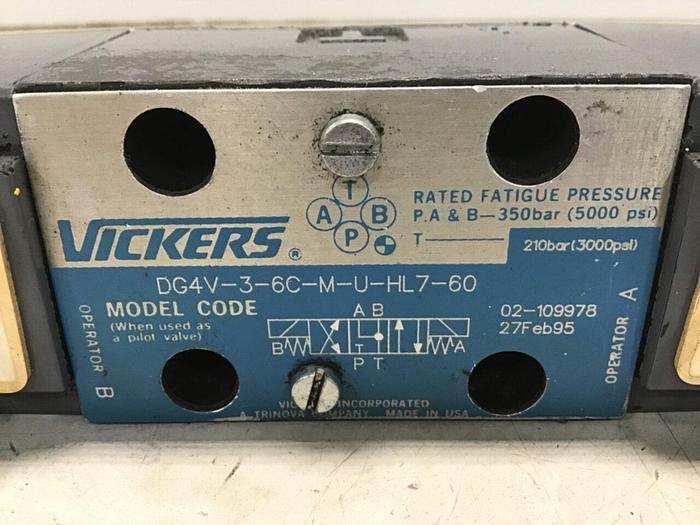 T
A B
P
RATED FATIGUE PRESSURE
P.A & B—350bar (5000 psi)
T— 210bar(3000psi)
VICKERS®
DG4V-3-6C-M-U-HL7-60
MODEL CODE
(When used as
a pilot valve)
02-109978
27Feb95
OPERATOR B
A B
B T A
P T
OPERATOR A
INCORPORATED
A TRINOVA COMPANY MADE IN USA